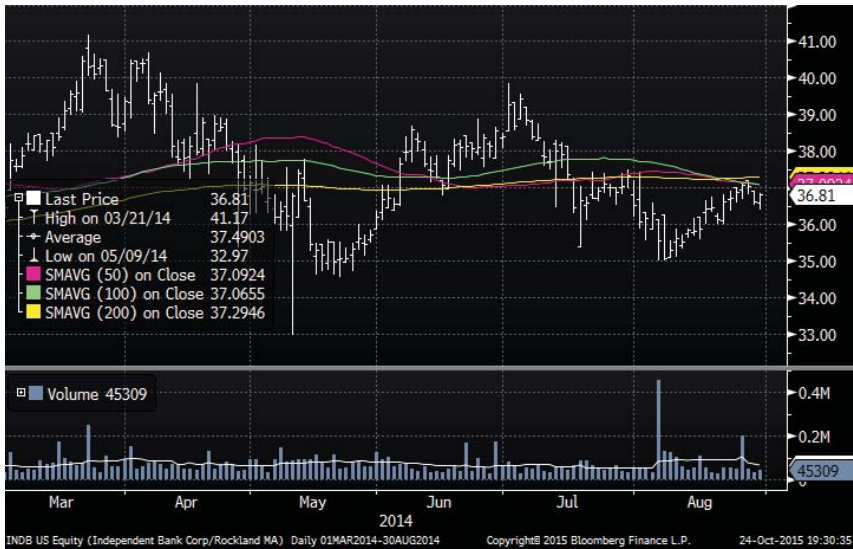 41.00
40.00
39.00
38.00
37.0924
36.81
36.00
35.00
34.00
33.00
Last Price 36.81
High on 03/21/14 41.17
Average 37.4903
Low on 05/09/14 32.97
SMAVG (50) on Close 37.0924
SMAVG (100) on Close 37.0655
SMAVG (200) on Close 37.2946
Volume 45309
0.4M
0.2M
45309
0
Mar Apr May Jun Jul Aug
2014
INDB US Equity (Independent Bank Corp/Rockland MA) Daily 01MAR2014-30AUG2014 Copyright© 2015 Bloomberg Finance L.P. 24-Oct-2015 19:30:35